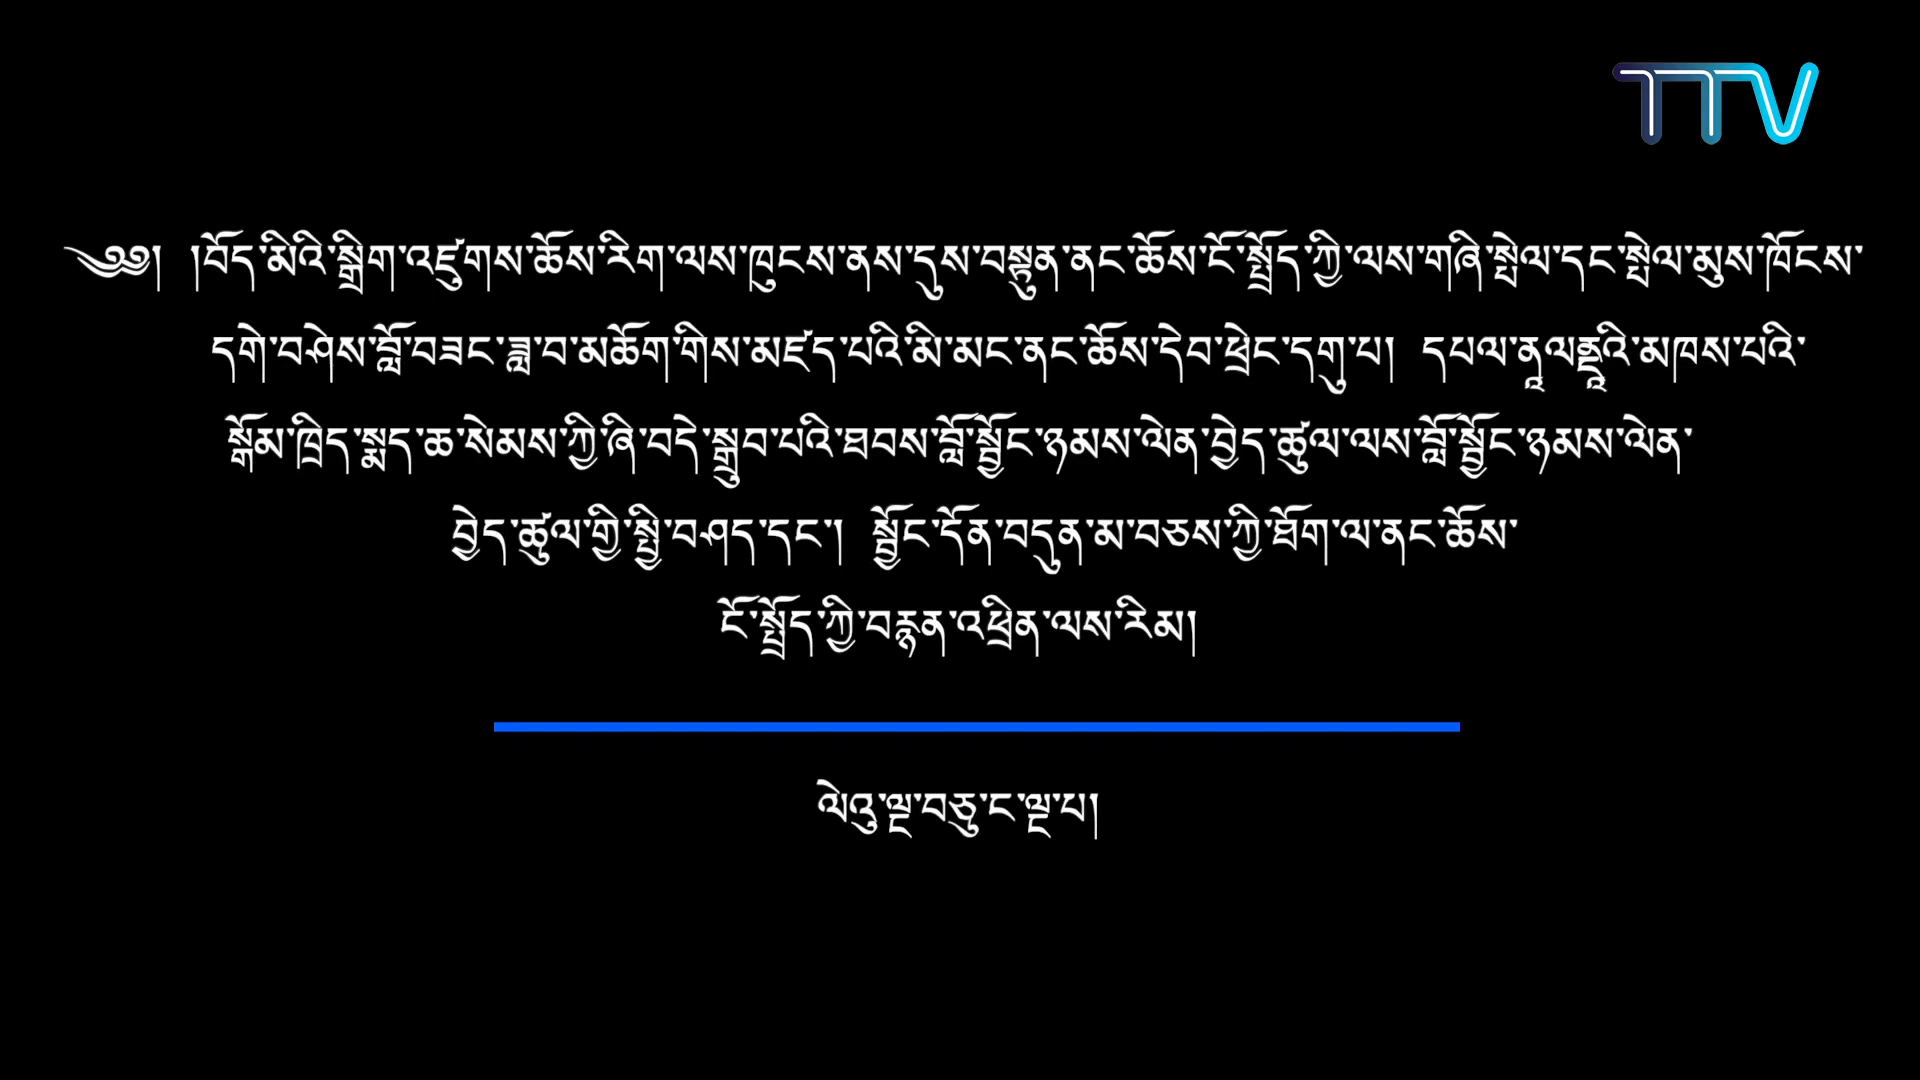 TTV
༄༅། །བོད་མིའི་སྒྲིག་འཛུགས་ཆོས་རིག་ལས་ཁུངས་ནས་དུས་བསྟུན་ནང་ཆོས་ངོ་སྤྲོད་ཀྱི་ལས་གཞི་སྤེལ་དང་སྤེལ་མུས་ཁོངས་
དགེ་བཤེས་བློ་བཟང་ཟླ་བ་མཆོག་གིས་མཛད་པའི་མི་མང་ནང་ཆོས་དེབ་ཕྲེང་དགུ་པ། དཔལ་ནཱལནྡཱའི་མཁས་པའི་
སྒོམ་ཁྲིད་སྨད་ཆ་སེམས་ཀྱི་ཞི་བདེ་སྒྲུབ་པའི་ཐབས་བློ་སྦྱོང་ཉམས་ལེན་བྱེད་ཚུལ་ལས་བློ་སྦྱོང་ཉམས་ལེན་
བྱེད་ཚུལ་གྱི་སྤྱི་བཤད་དང་། སྦྱོང་དོན་བདུན་མ་བཅས་ཀྱི་ཐོག་ལ་ནང་ཆོས་
ངོ་སྤྲོད་ཀྱི་བརྙན་འཕྲིན་ལས་རིམ།
ལེའུ་ལྔ་བཅུ་ང་ལྔ་པ།